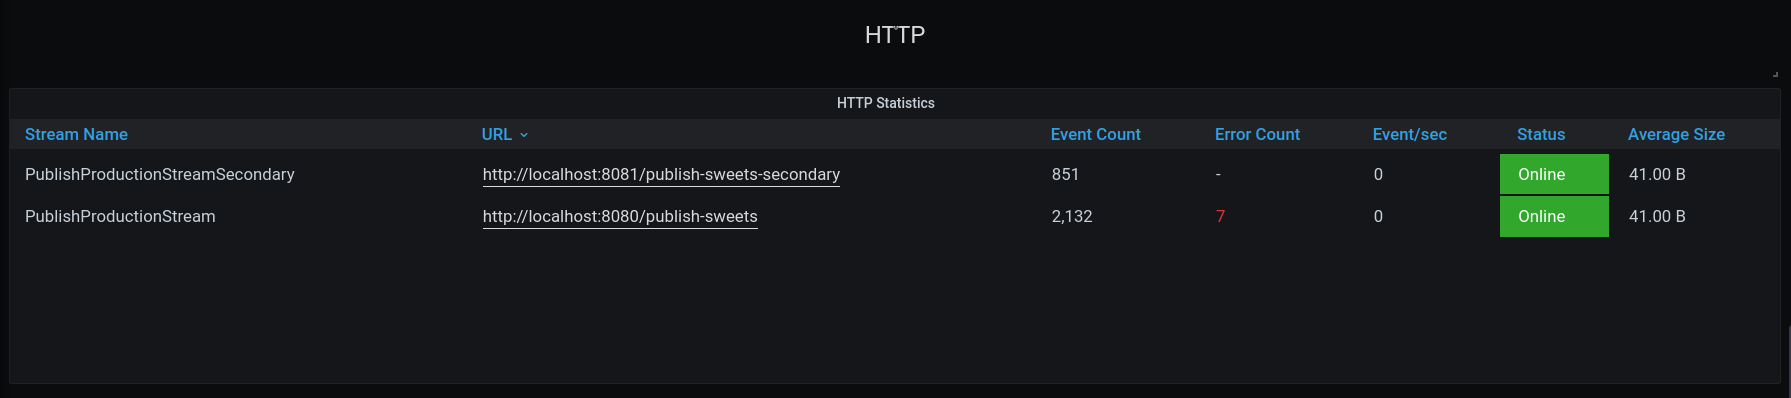 HTTP
HTTP Statistics
Stream Name URL Event Count Error Count Event/sec Status Average Size
PublishProductionStreamSecondary http://localhost:8081/publish-sweets-secondary 851 - 0 Online 41.00 B
PublishProductionStream http://localhost:8080/publish-sweets 2,132 7 0 Online 41.00 B